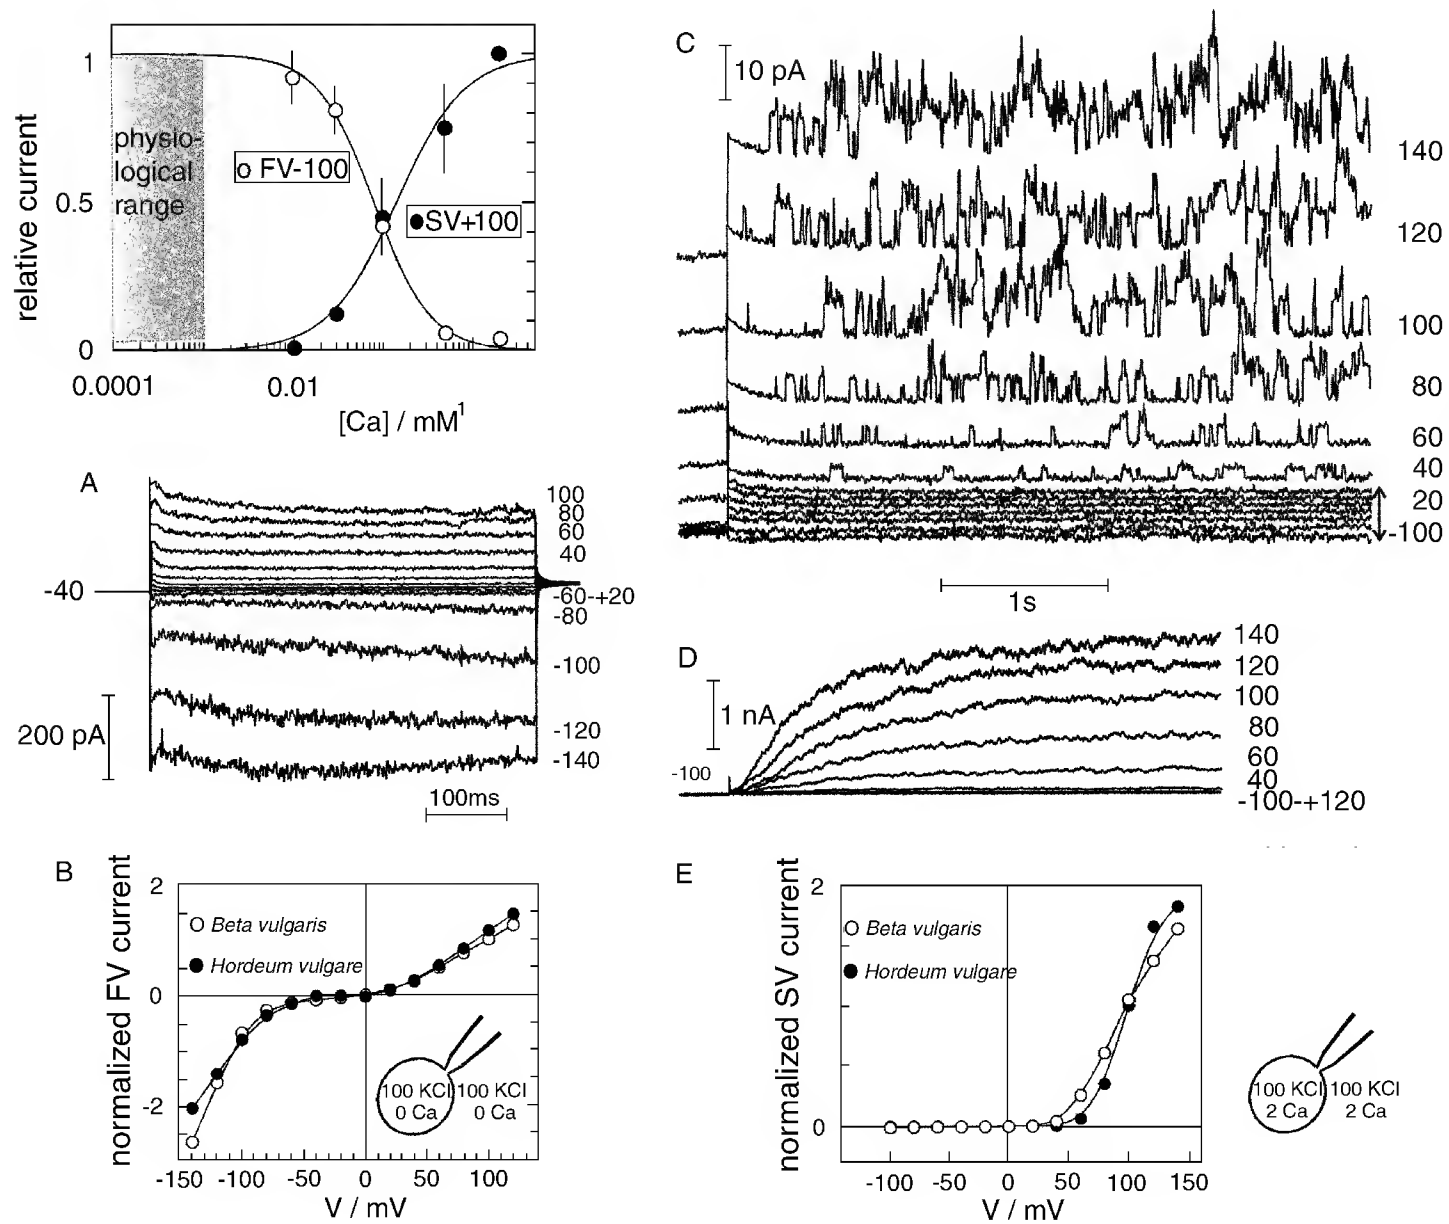 relative current
1
0.5
0
physio-
logical
range
o FV-100
●SV+100
0.0001
0.01
1
[Ca] / mM
A
100
80
60
40
-40
-60-+20
-80
-100
-120
-140
200 pA
100ms
B
normalized FV current
2
0
-2
Beta vulgaris
Hordeum vulgare
100 KCl
0 Ca
100 KCl
0 Ca
-150
-100
-50
0
50
100
V / mV
C
10 pA
140
120
100
80
60
40
20
-100
1s
D
1 nA
-100
140
120
100
80
60
40
-100-+120
E
normalized SV current
2
0
Beta vulgaris
Hordeum vulgare
100 KCl
2 Ca
100 KCl
2 Ca
-100
-50
0
50
100
150
V / mV